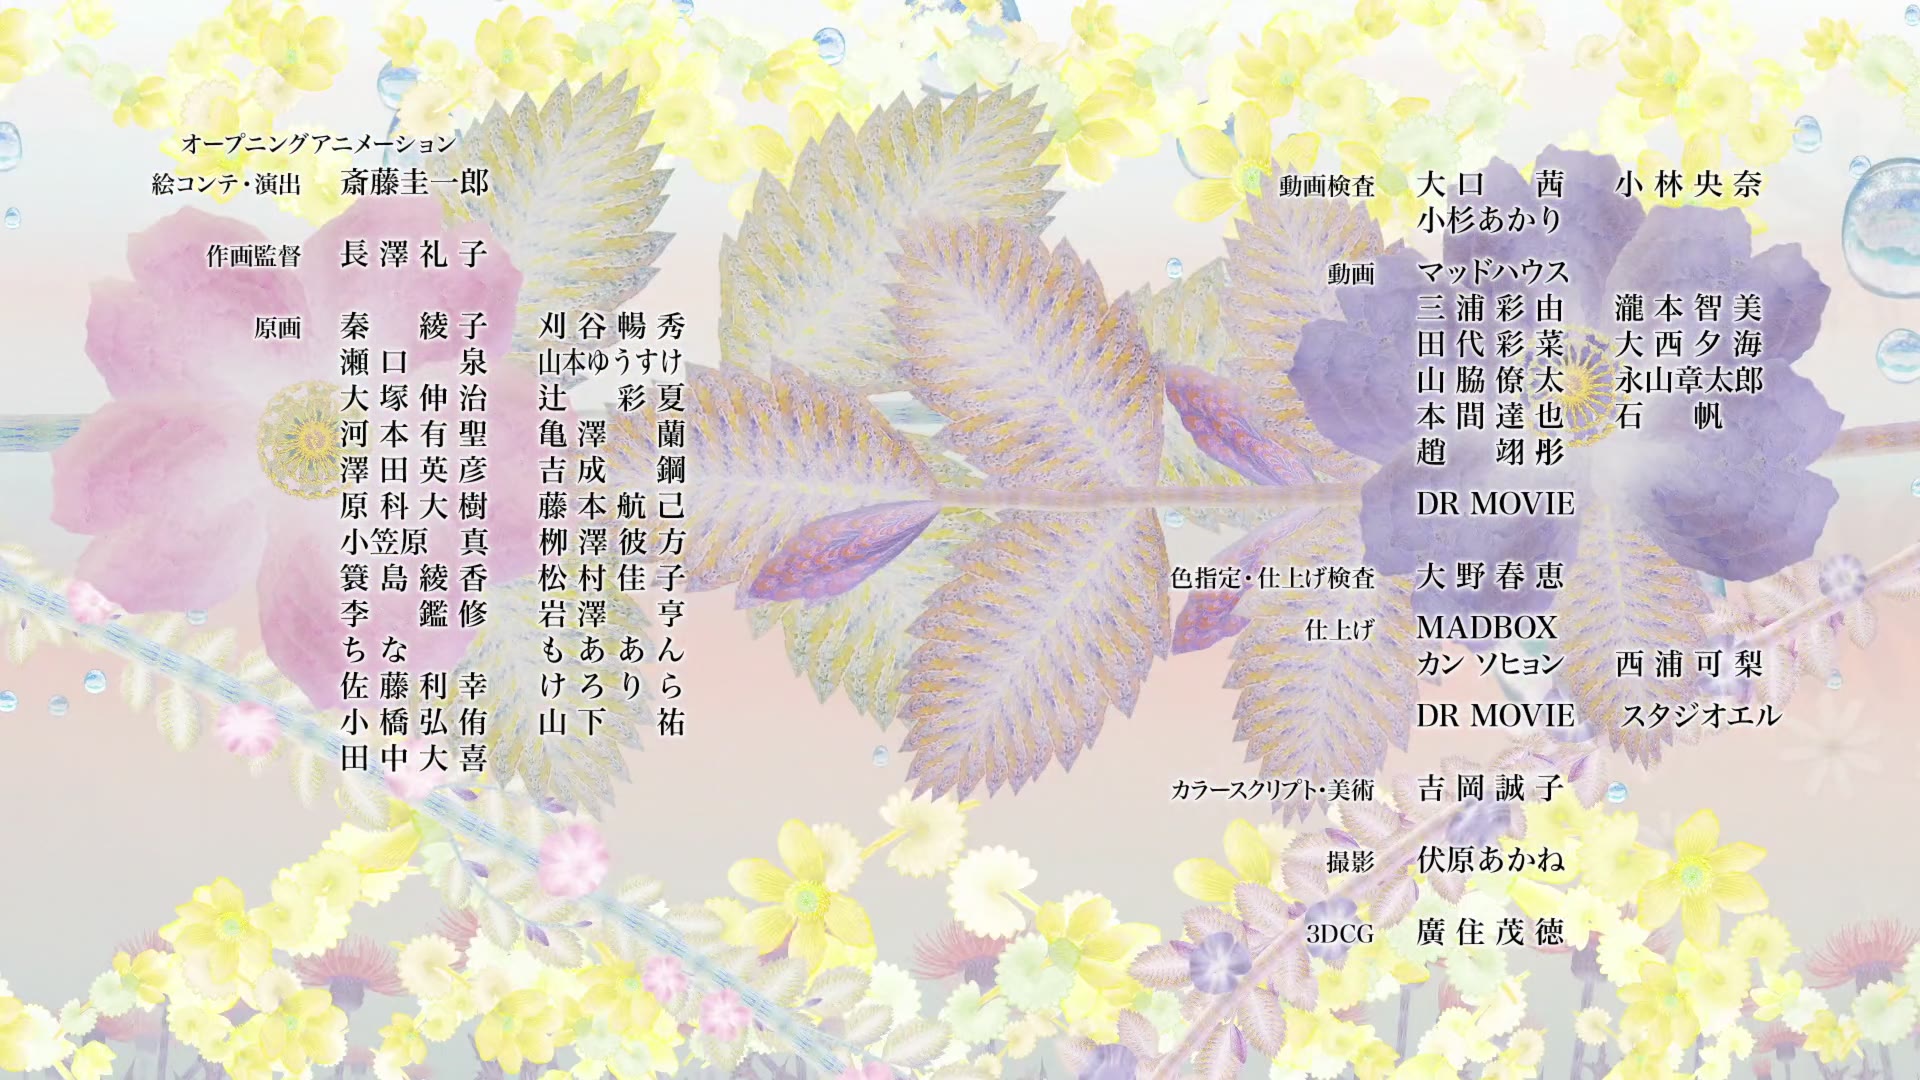 オープニングアニメーション
絵コンテ・演出 斎藤圭一郎
作画監督 長澤礼子
原画 秦 綾子 刈谷暢秀
瀬口 泉 山本ゆうすけ
大塚伸治 辻 彩夏
河本有聖 亀澤 蘭
澤田英彦 吉成 鋼
原科大樹 藤本航己
小笠原 真 栁澤彼方
簑島綾香 松村佳子
李 鑑修 岩澤 亨
ちな もああん
佐藤利幸 けろりら
小橋弘侑 山下 祐
田中大喜
動画検査 大口 茜 小林央奈
小杉あかり
動画 マッドハウス
三浦彩由 瀧本智美
田代彩菜 大西夕海
山脇僚太 永山章太郎
本間達也 石 帆
趙 翊彤
DR MOVIE
色指定・仕上げ検査 大野春恵
仕上げ MADBOX
カン ソヒョン 西浦可梨
DR MOVIE スタジオエル
カラースクリプト・美術 吉岡誠子
撮影 伏原あかね
3DCG 廣住茂徳